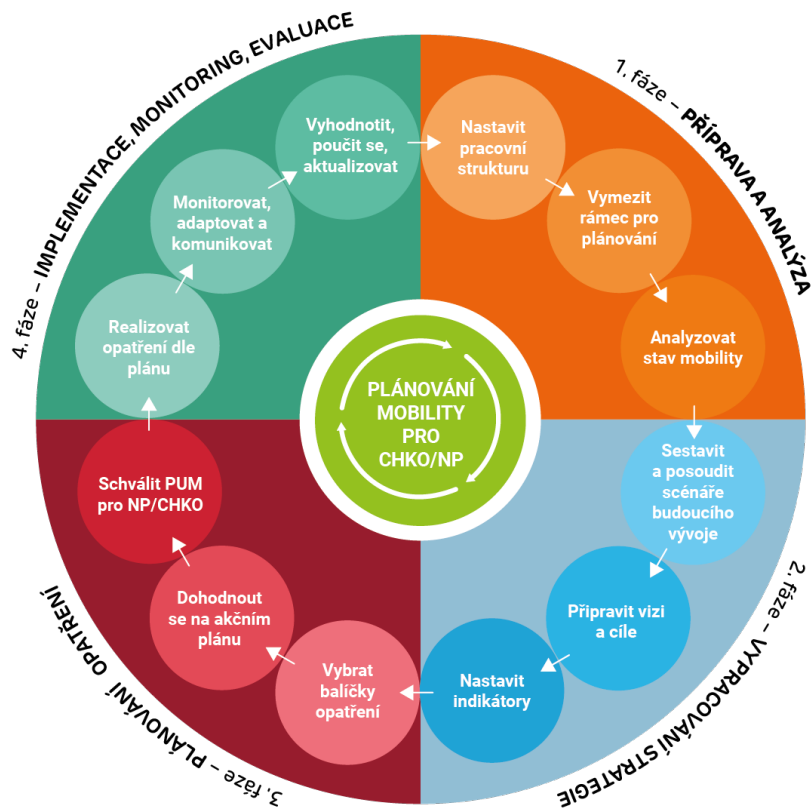 PLÁNOVÁNÍ
MOBILITY
PRO
CHKO/NP
1. fáze – PŘÍPRAVA A ANALÝZA
Nastavit
pracovní
strukturu
Vymezit
rámec pro
plánování
Analyzovat
stav mobility
2. fáze – VYPRACOVÁNÍ STRATEGIE
Sestavit
a posoudit
scénáře
budoucího
vývoje
Připravit vizi
a cíle
Nastavit
indikátory
3. fáze – PLÁNOVÁNÍ OPATŘENÍ
Vybrat
balíčky
opatření
Dohodnout
se na akčním
plánu
Schválit PUM
pro NP/CHKO
4. fáze – IMPLEMENTACE, MONITORING, EVALUACE
Realizovat
opatření dle
plánu
Monitorovat,
adaptovat a
komunikovat
Vyhodnotit,
poučit se,
aktualizovat